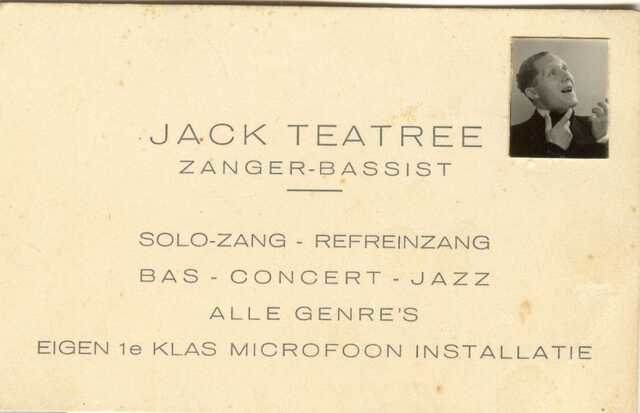 JACK TEATREE
ZANGER-BASSIST
SOLO-ZANG - REFREINZANG
BAS - CONCERT - JAZZ
ALLE GENRE'S
EIGEN 1e KLAS MICROFOON INSTALLATIE